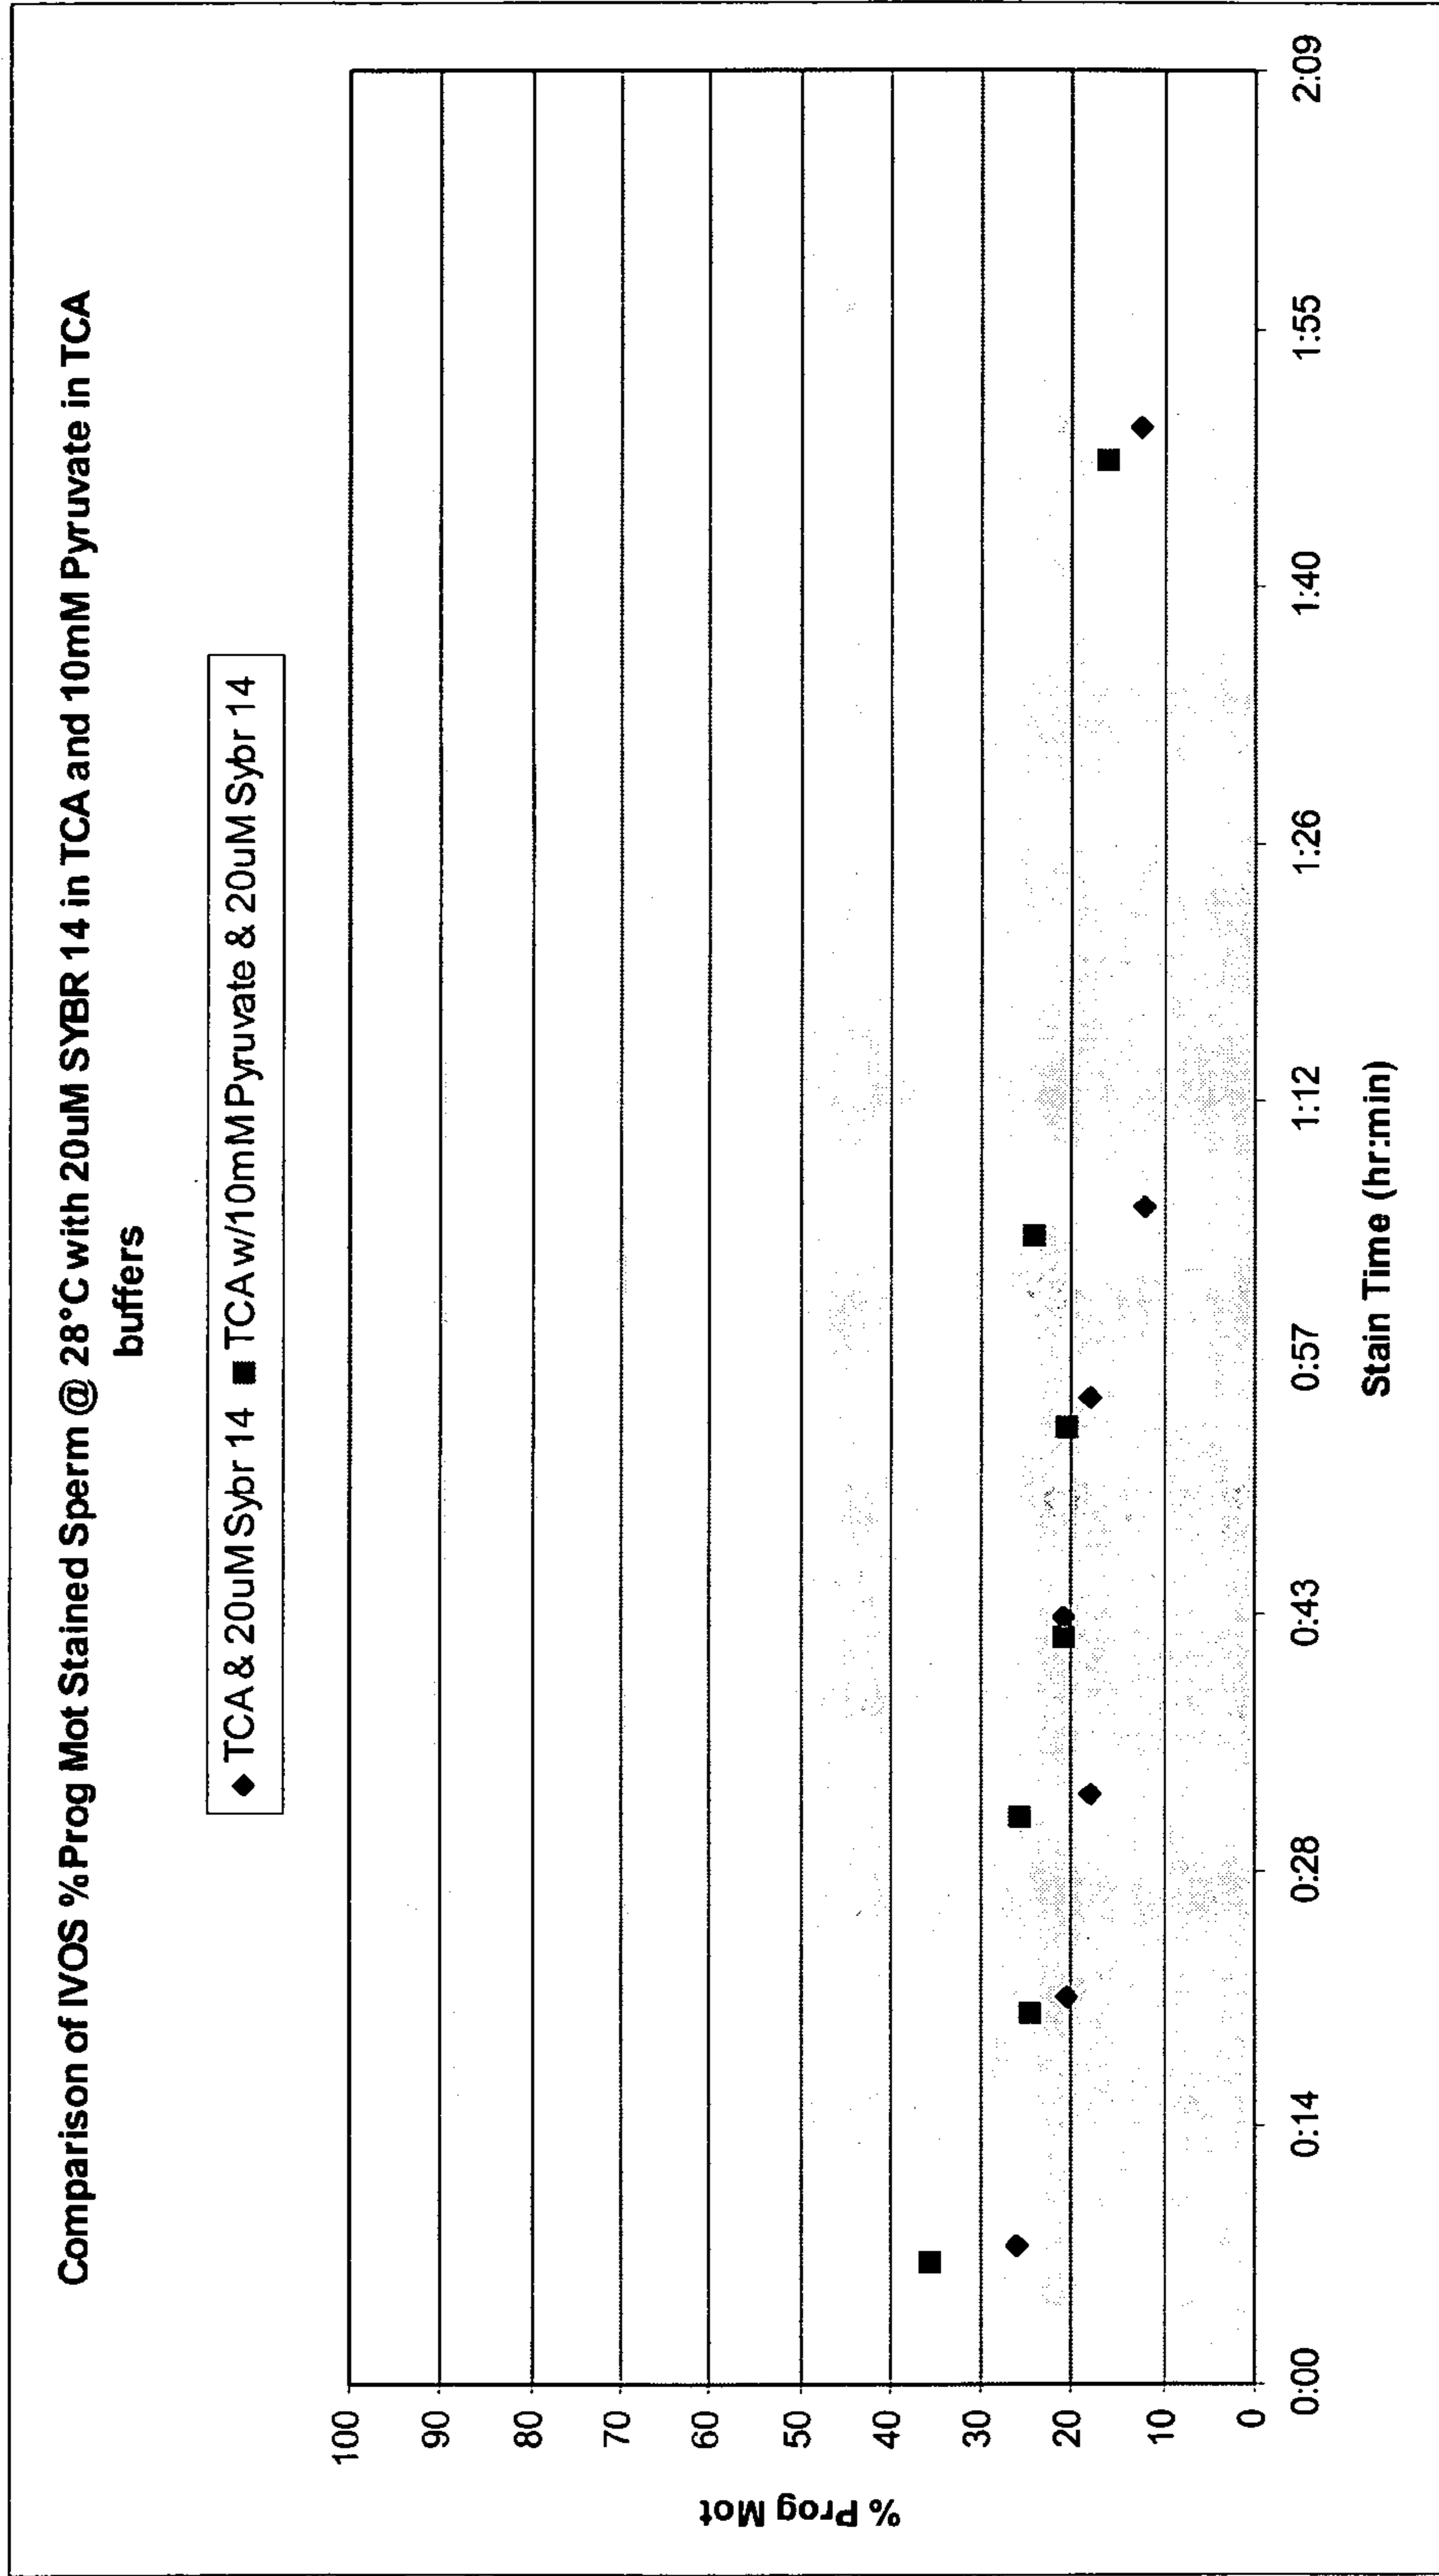 Comparison of IVOS %Prog Mot Stained Sperm @ 28°C with 20uM SYBR 14 in TCA and 10mM Pyruvate in TCA
buffers
TCA & 20uM Sybr 14 TCA w/10mM Pyruvate & 20uM Sybr 14
100
90
80
70
60
50
40
30
20
10
0
% Prog Mot
0:00 0:14 0:28 0:43 0:57 1:12 1:26 1:40 1:55 2:09
Stain Time (hr:min)